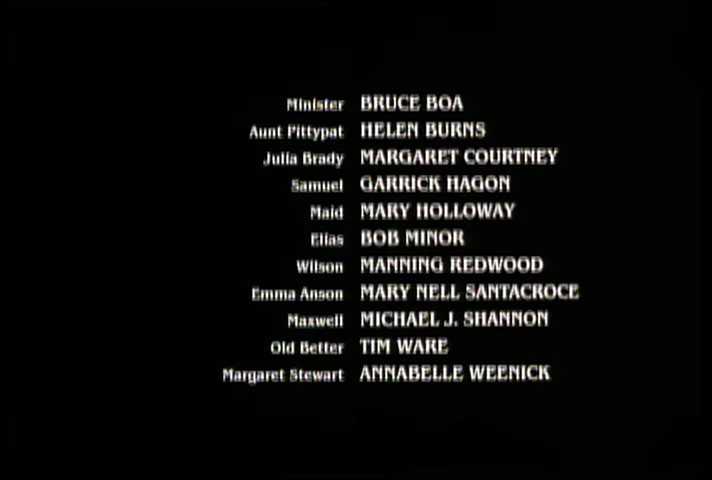 Minister BRUCE BOA
Aunt Pittypat HELEN BURNS
Julia Brady MARGARET COURTNEY
Samuel GARRICK HAGON
Maid MARY HOLLOWAY
Elias BOB MINOR
Wilson MANNING REDWOOD
Emma Anson MARY NELL SANTACROCE
Maxwell MICHAEL J. SHANNON
Old Better TIM WARE
Margaret Stewart ANNABELLE WEENICK